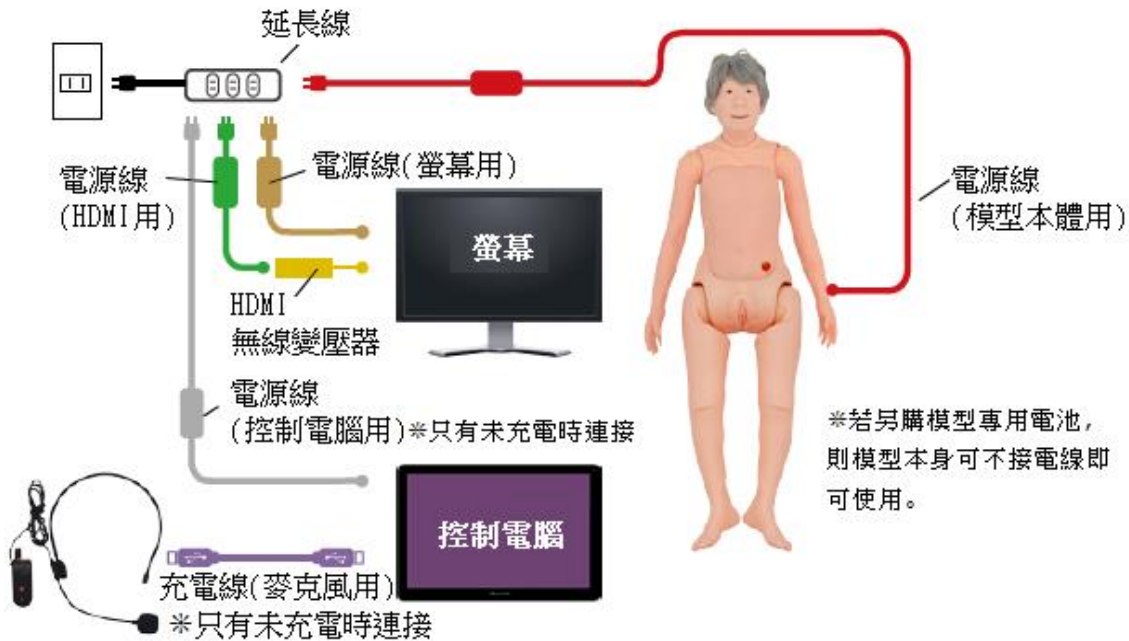 延長線
電源線
(HDMI用)
電源線(螢幕用)
螢幕
電源線
(模型本體用)
HDMI
無線變壓器
電源線
(控制電腦用)※只有未充電時連接
※若另購模型專用電池,
則模型本身可不接電線即
可使用。
控制電腦
充電線(麥克風用)
※只有未充電時連接